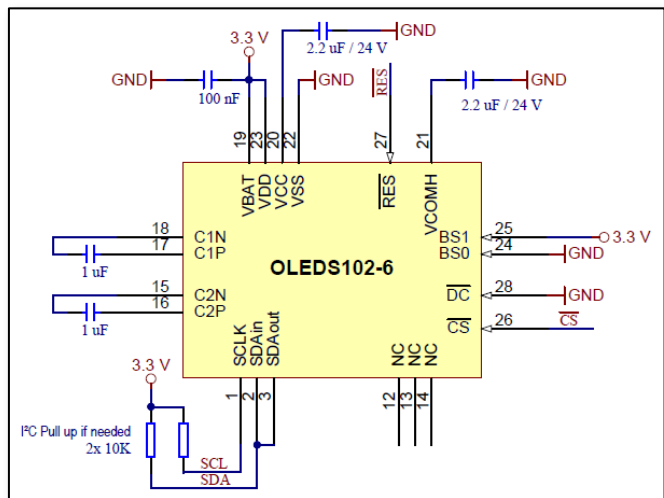 3.3 V
GND
GND
2.2 uF / 24 V
GND
RES
GND
100 nF
2.2 uF / 24 V
19
23
20
22
27
21
VBAT
VDD
VCC
VSS
RES
VCOMH
18
C1N
17
C1P
1 uF
15
C2N
16
C2P
1 uF
OLEDS102-6
BS1
25
3.3 V
BS0
24
GND
DC
28
GND
CS
26
CS
SCLK
SDAin
SDAout
NC
NC
NC
1
2
3
12
13
14
3.3 V
I²C Pull up if needed
2x 10K
SCL
SDA